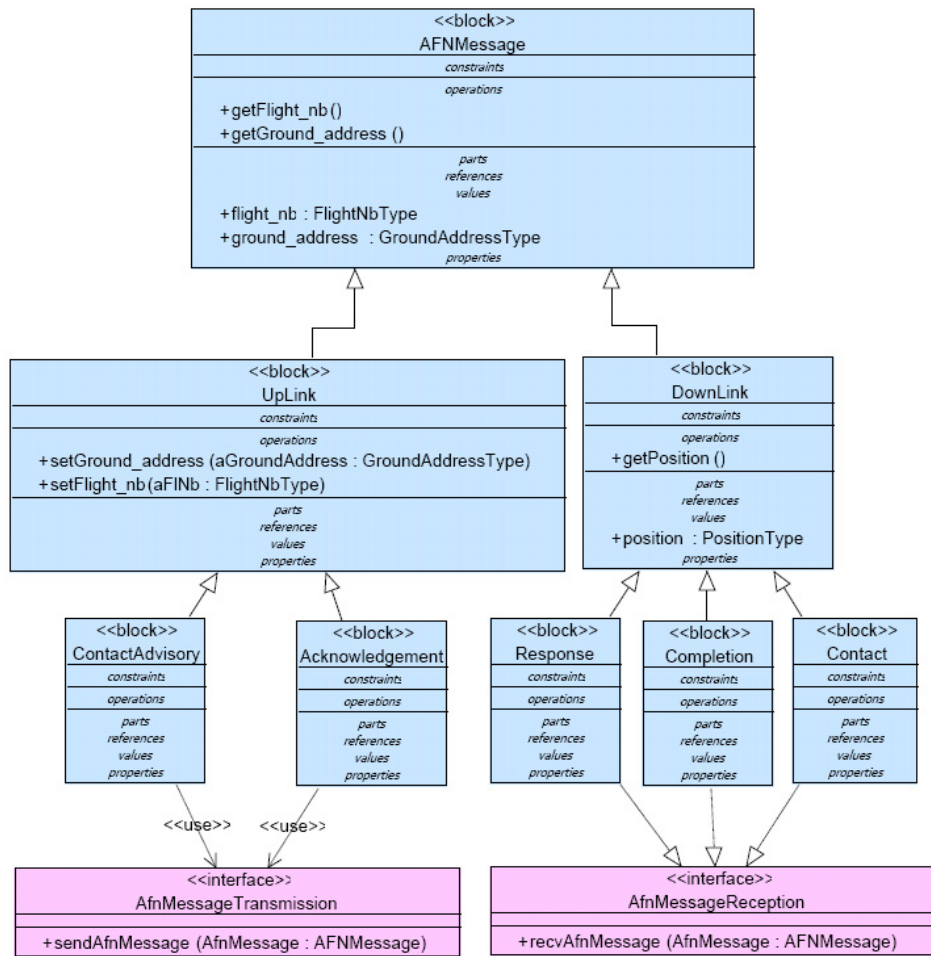 <<block>>
AFNMessage
constraints
operations
+getFlight_nb()
+getGround_address ()
parts
references
values
+flight_nb : FlightNbType
+ground_address : GroundAddressType
properties
<<block>>
UpLink
constraints
operations
+setGround_address (aGroundAddress : GroundAddressType)
+setFlight_nb(aFlNb : FlightNbType)
parts
references
values
properties
<<block>>
DownLink
constraints
operations
+getPosition ()
parts
references
values
+position : PositionType
properties
<<block>>
ContactAdvisory
constraints
operations
parts
references
values
properties
<<block>>
Acknowledgement
constraints
operations
parts
references
values
properties
<<block>>
Response
constraints
operations
parts
references
values
properties
<<block>>
Completion
constraints
operations
parts
references
values
properties
<<block>>
Contact
constraints
operations
parts
references
values
properties
<<use>>
<<use>>
<<interface>>
AfnMessageTransmission
+sendAfnMessage (AfnMessage : AFNMessage)
<<interface>>
AfnMessageReception
+recvAfnMessage (AfnMessage : AFNMessage)